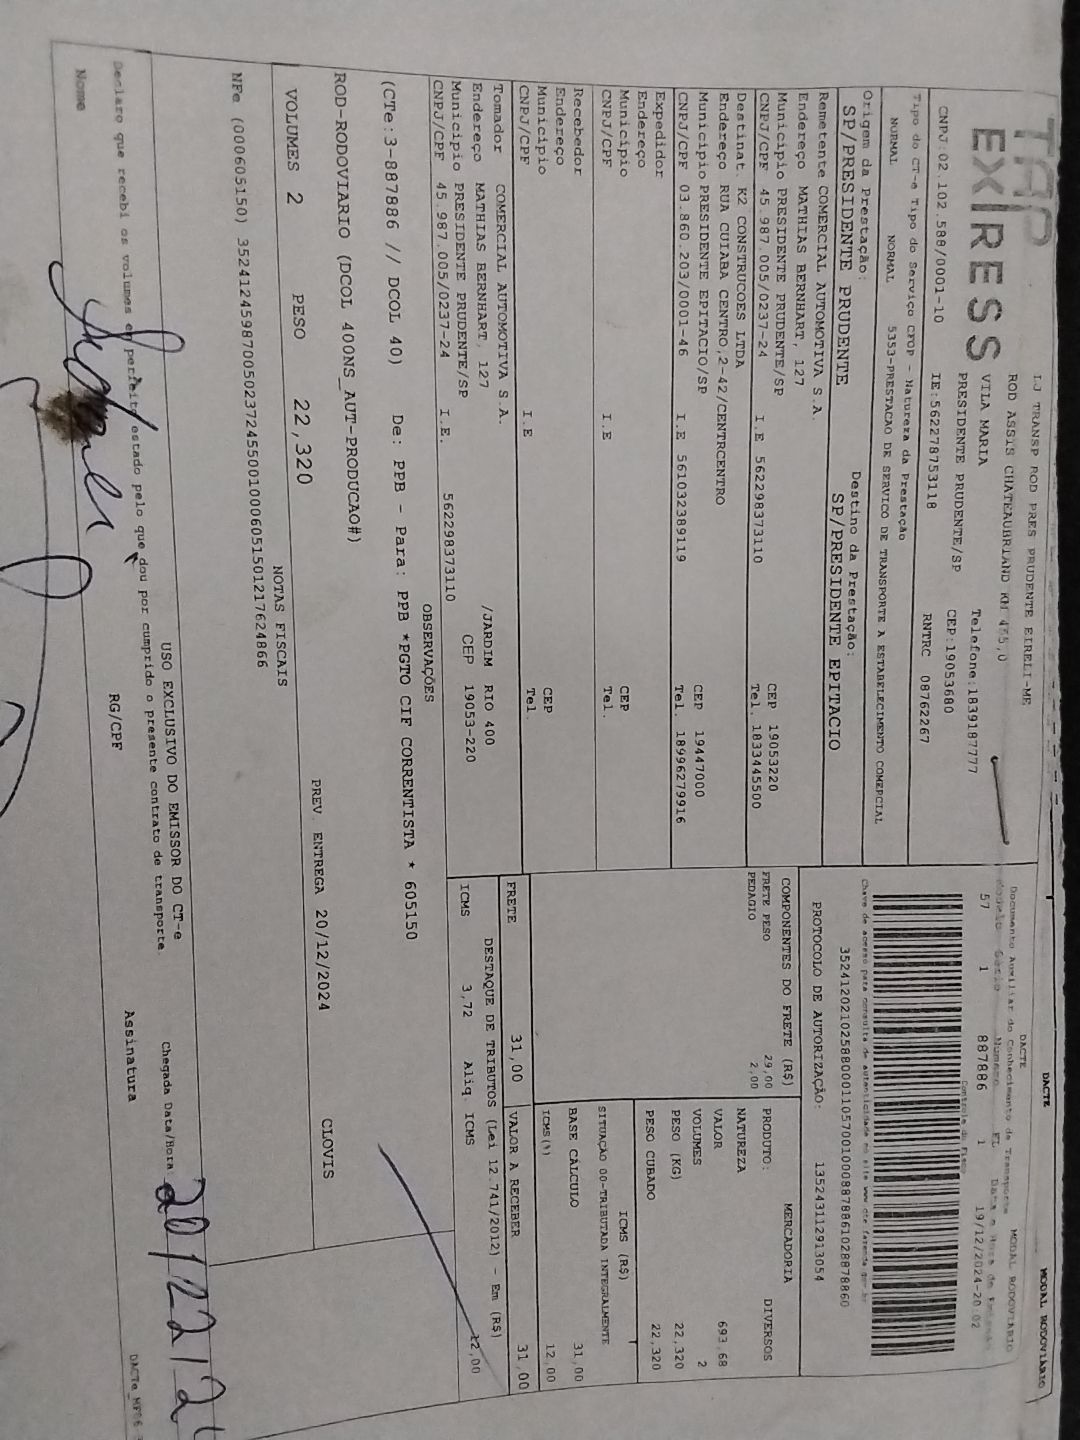 DACTE MODAL RODOVIÁRIO
TAP EXPRESS
I.J TRANSP ROD PRES PRUDENTE EIRELI-ME
ROD ASSIS CHATEAUBRIAND KM 455,0
VILA MARIA Telefone:1839187777
PRESIDENTE PRUDENTE/SP CEP:19053680
CNPJ:02.102.588/0001-10 IE:562278753118 RNTRC 08762267
Tipo do CT-e Tipo do Serviço CFOP - Natureza da Prestação
NORMAL NORMAL 5353-PRESTACAO DE SERVICO DE TRANSPORTE A ESTABELECIMENTO COMERCIAL
Origem da Prestação: Destino da Prestação:
SP/PRESIDENTE PRUDENTE SP/PRESIDENTE EPITACIO
Remetente COMERCIAL AUTOMOTIVA S.A.
Endereço MATHIAS BERNHART, 127
Município PRESIDENTE PRUDENTE/SP CEP 19053220
CNPJ/CPF 45.987.005/0237-24 I.E 562298373110 Tel. 1833445500
Destinat. K2 CONSTRUCOES LTDA
Endereço RUA CUIABA CENTRO,2-42/CENTRCENTRO
Município PRESIDENTE EPITACIO/SP CEP 19447000
CNPJ/CPF 03.860.203/0001-46 I.E 561032389119 Tel. 18996279916
Expedidor
Endereço
Município CEP
CNPJ/CPF I.E Tel.
Recebedor
Endereço
Município CEP
CNPJ/CPF I.E Tel.
Tomador COMERCIAL AUTOMOTIVA S.A.
Endereço MATHIAS BERNHART, 127 /JARDIM RIO 400
Município PRESIDENTE PRUDENTE/SP CEP 19053-220
CNPJ/CPF 45.987.005/0237-24 I.E. 562298373110
DACTE
Documento Auxiliar do Conhecimento de Transporte MODAL RODOVIARIO
Modelo Série Número FL Data e Hora de Emissão
57 1 887886 1 19/12/2024-20:02
Controle do Fisco
Chave de acesso para consulta de autenticidade no site www.cte.fazenda.gov.br
35241202102588000110570010008878861028878860
PROTOCOLO DE AUTORIZAÇÃO: 135243112913054
COMPONENTES DO FRETE (R$)
FRETE PESO 29,00
PEDAGIO 2,00
MERCADORIA
PRODUTO: DIVERSOS
NATUREZA
VALOR 693,68
VOLUMES 2
PESO (KG) 22,320
PESO CUBADO 22,320
ICMS (R$)
SITUAÇÃO 00-TRIBUTADA INTEGRALMENTE
BASE CÁLCULO 31,00
ICMS(%) 12,00
FRETE 31,00 VALOR A RECEBER 31,00
DESTAQUE DE TRIBUTOS (Lei 12.741/2012) - Em (R$)
ICMS 3,72 Aliq. ICMS 12,00
OBSERVAÇÕES
(CTe:3-887886 // DCOL 40) De: PPB - Para: PPB *PGTO CIF CORRENTISTA * 605150
ROD-RODOVIARIO (DCOL 400NS_AUT-PRODUCAO#)
PREV. ENTREGA 20/12/2024 CLOVIS
VOLUMES 2 PESO 22,320
NOTAS FISCAIS
NFe (000605150) 35241245987005023724550010006051501217624866
USO EXCLUSIVO DO EMISSOR DO CT-e
Declaro que recebi os volumes em perfeito estado pelo que dou por cumprido o presente contrato de transporte.
Chegada Data/Hora: 20/12/2
Nome RG/CPF Assinatura